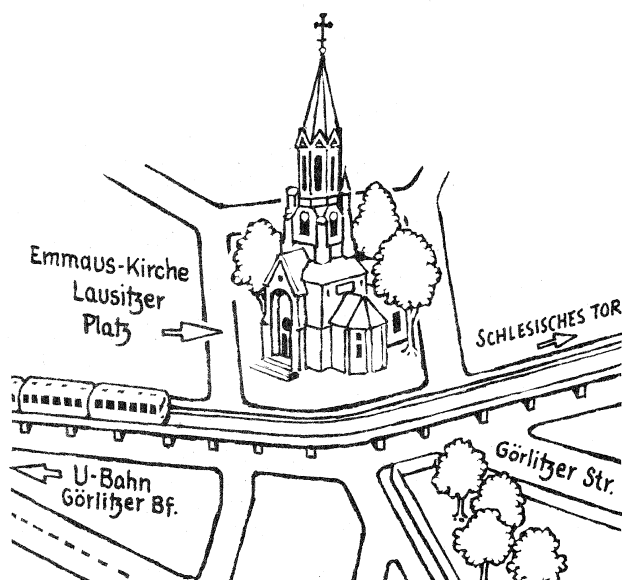 Emmaus-Kirche
Lausitzer
Platz
SCHLESISCHES TOR
Görlitzer Str.
U-Bahn
Görlitzer Bf.